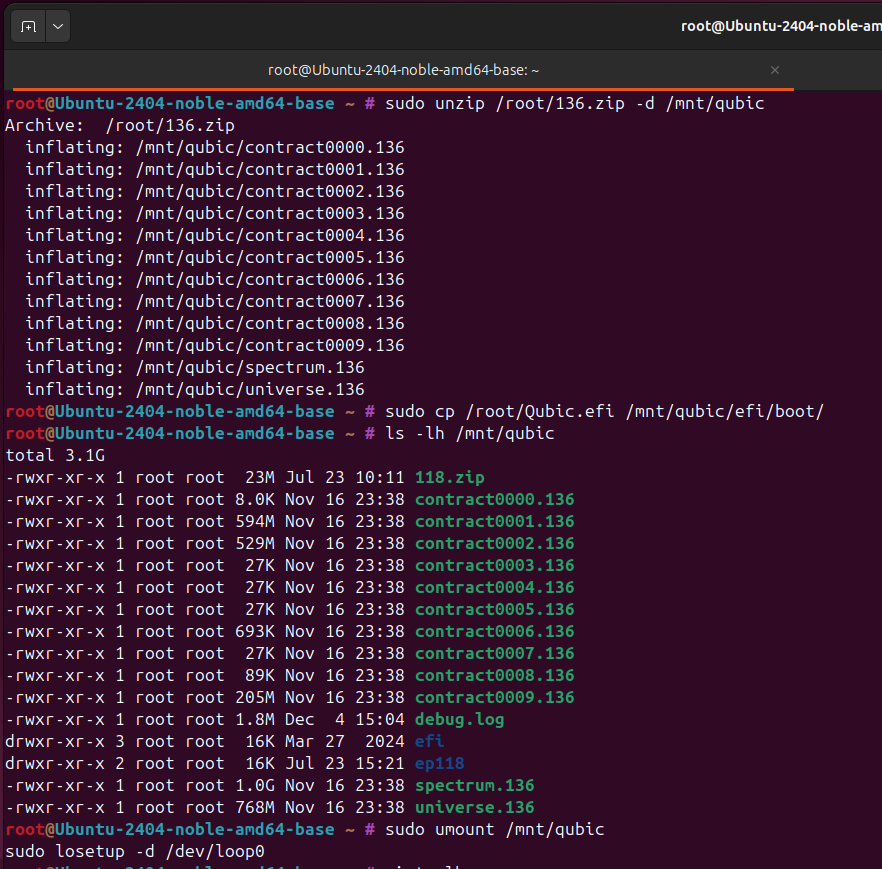 root@Ubuntu-2404-noble-am
root@Ubuntu-2404-noble-amd64-base: ~
root@Ubuntu-2404-noble-amd64-base ~ # sudo unzip /root/136.zip -d /mnt/qubic
Archive:  /root/136.zip
  inflating: /mnt/qubic/contract0000.136
  inflating: /mnt/qubic/contract0001.136
  inflating: /mnt/qubic/contract0002.136
  inflating: /mnt/qubic/contract0003.136
  inflating: /mnt/qubic/contract0004.136
  inflating: /mnt/qubic/contract0005.136
  inflating: /mnt/qubic/contract0006.136
  inflating: /mnt/qubic/contract0007.136
  inflating: /mnt/qubic/contract0008.136
  inflating: /mnt/qubic/contract0009.136
  inflating: /mnt/qubic/spectrum.136
  inflating: /mnt/qubic/universe.136
root@Ubuntu-2404-noble-amd64-base ~ # sudo cp /root/Qubic.efi /mnt/qubic/efi/boot/
root@Ubuntu-2404-noble-amd64-base ~ # ls -lh /mnt/qubic
total 3.1G
-rwxr-xr-x 1 root root  23M Jul 23 10:11 118.zip
-rwxr-xr-x 1 root root 8.0K Nov 16 23:38 contract0000.136
-rwxr-xr-x 1 root root 594M Nov 16 23:38 contract0001.136
-rwxr-xr-x 1 root root 529M Nov 16 23:38 contract0002.136
-rwxr-xr-x 1 root root  27K Nov 16 23:38 contract0003.136
-rwxr-xr-x 1 root root  27K Nov 16 23:38 contract0004.136
-rwxr-xr-x 1 root root  27K Nov 16 23:38 contract0005.136
-rwxr-xr-x 1 root root 693K Nov 16 23:38 contract0006.136
-rwxr-xr-x 1 root root  27K Nov 16 23:38 contract0007.136
-rwxr-xr-x 1 root root  89K Nov 16 23:38 contract0008.136
-rwxr-xr-x 1 root root 205M Nov 16 23:38 contract0009.136
-rwxr-xr-x 1 root root 1.8M Dec  4 15:04 debug.log
drwxr-xr-x 3 root root  16K Mar 27  2024 efi
drwxr-xr-x 2 root root  16K Jul 23 15:21 ep118
-rwxr-xr-x 1 root root 1.0G Nov 16 23:38 spectrum.136
-rwxr-xr-x 1 root root 768M Nov 16 23:38 universe.136
root@Ubuntu-2404-noble-amd64-base ~ # sudo umount /mnt/qubic
sudo losetup -d /dev/loop0